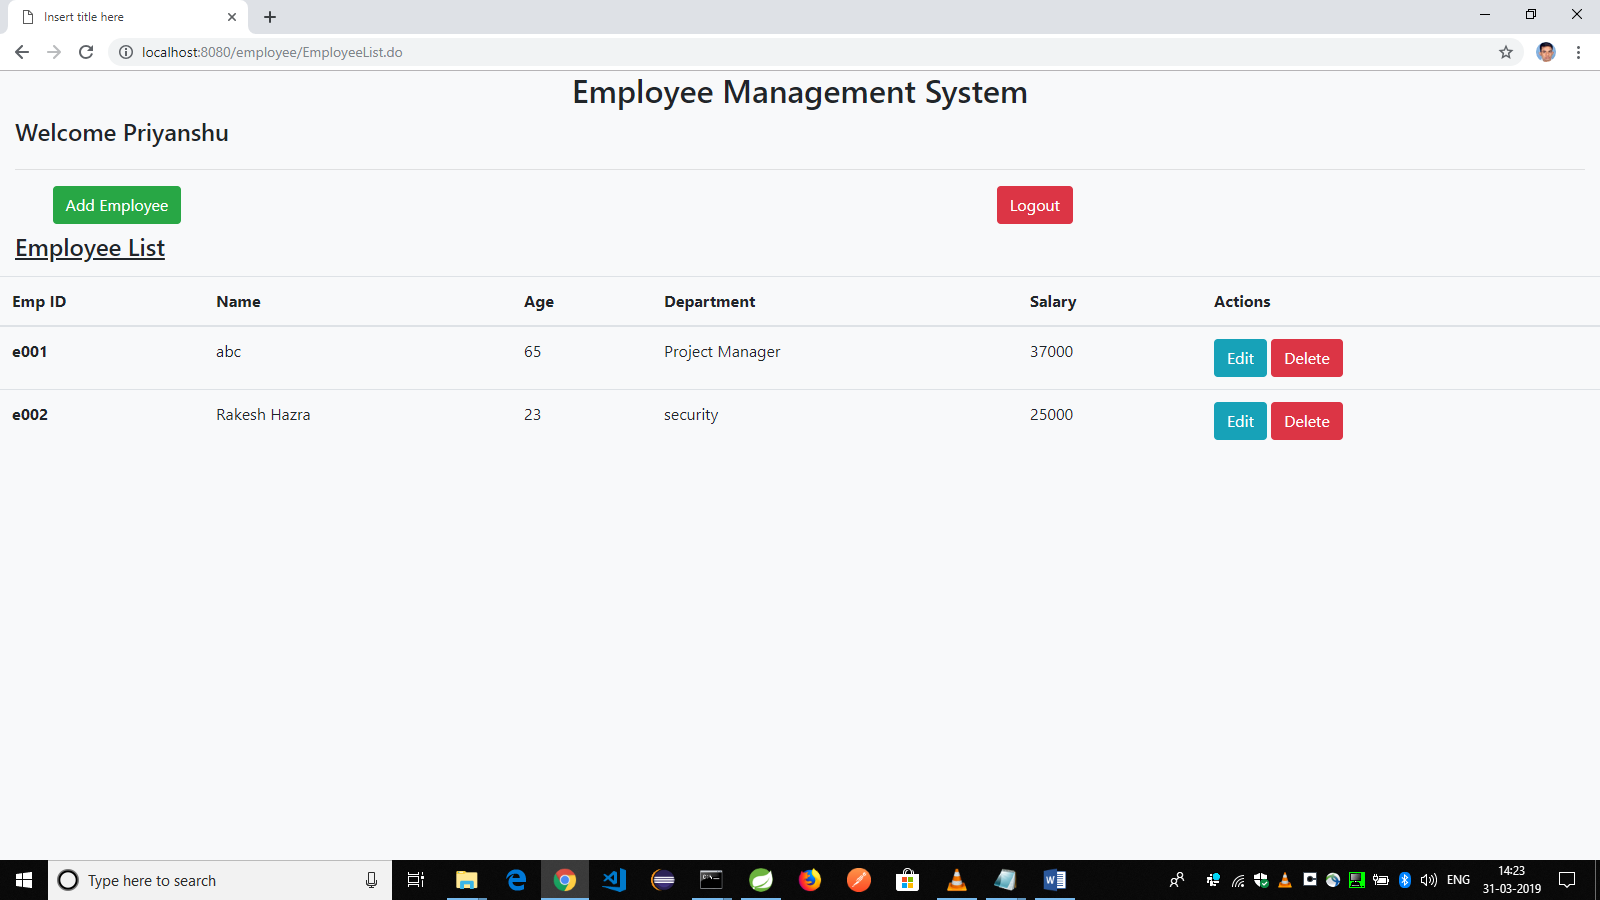 Insert title here
localhost:8080/employee/EmployeeList.do
Employee Management System
Welcome Priyanshu
Add Employee Logout
Employee List
Emp ID Name Age Department Salary Actions
e001 abc 65 Project Manager 37000 Edit Delete
e002 Rakesh Hazra 23 security 25000 Edit Delete
Type here to search
ENG
14:23
31-03-2019